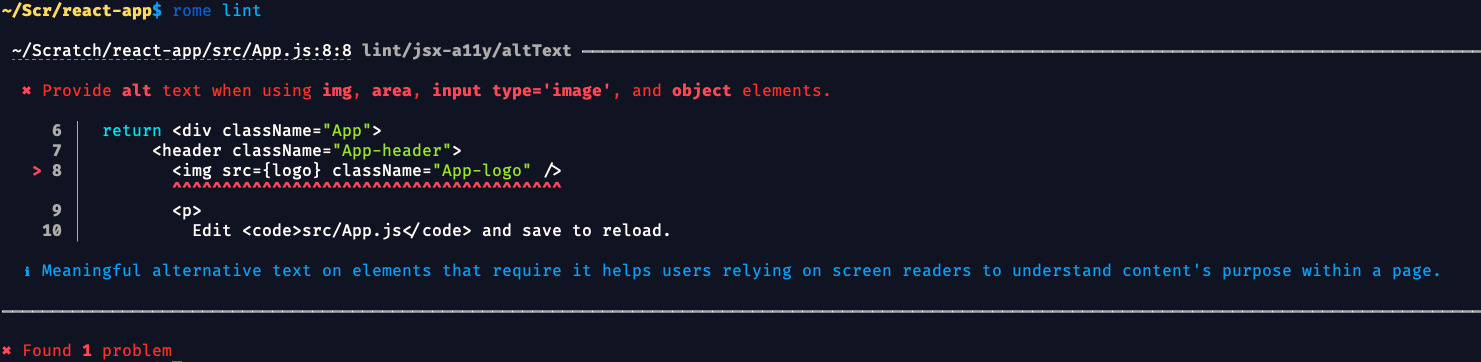 ~/Scr/react-app$ rome lint
~/Scratch/react-app/src/App.js:8:8 lint/jsx-a11y/altText
✖ Provide alt text when using img, area, input type='image', and object elements.
6 return <div className="App">
7 <header className="App-header">
> 8 <img src={logo} className="App-logo" />
^^^^^^^^^^^^^^^^^^^^^^^^^^^^^^^^^^^^^^^
9 <p>
10 Edit <code>src/App.js</code> and save to reload.
ℹ Meaningful alternative text on elements that require it helps users relying on screen readers to understand content's purpose within a page.
✖ Found 1 problem